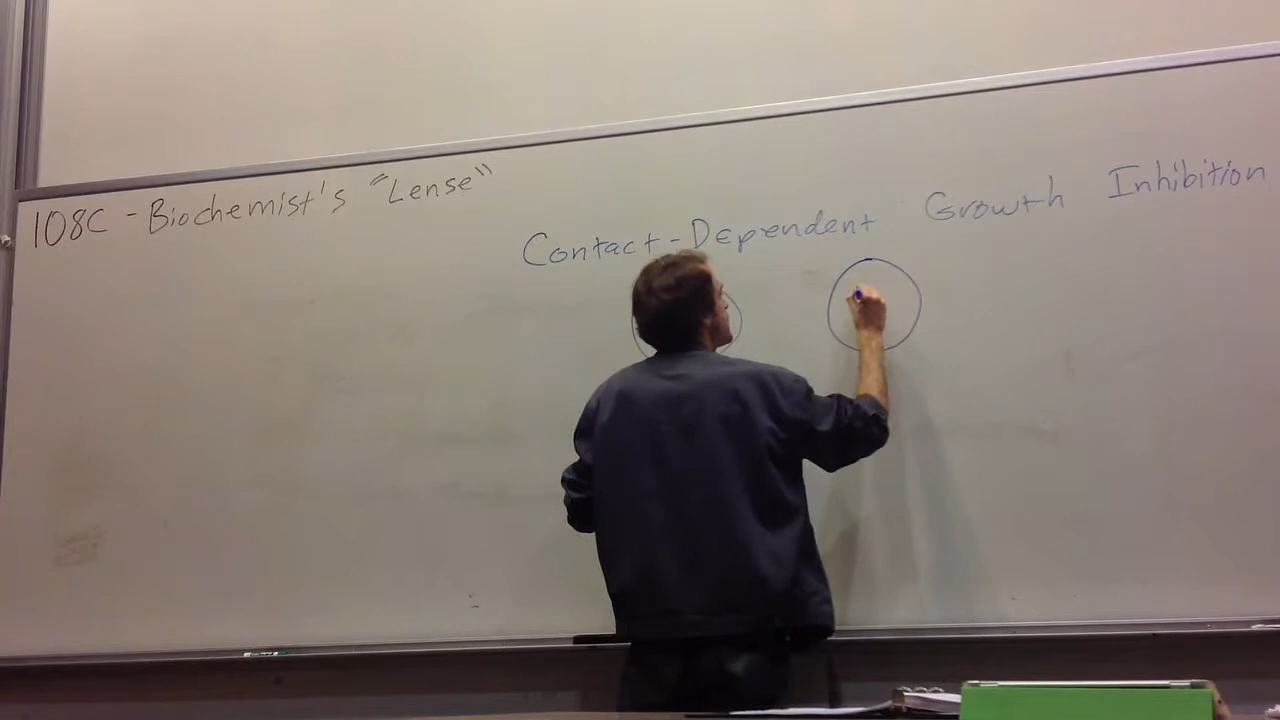 108C - Biochemist's "Lense"
Contact-Dependent Growth Inhibition